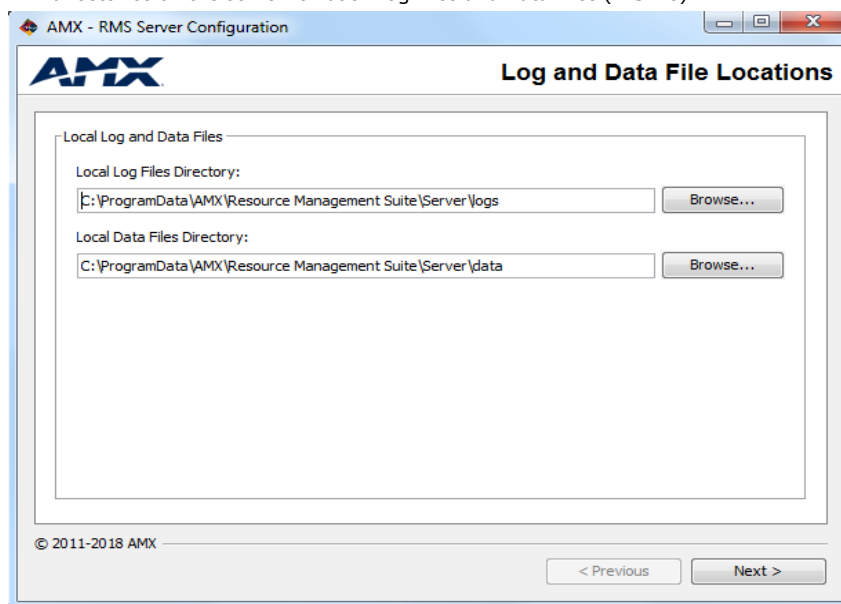 AMX - RMS Server Configuration
AMX
Log and Data File Locations
Local Log and Data Files
Local Log Files Directory:
C:\ProgramData\AMX\Resource Management Suite\Server\logs
Browse...
Local Data Files Directory:
C:\ProgramData\AMX\Resource Management Suite\Server\data
Browse...
© 2011-2018 AMX
< Previous
Next >